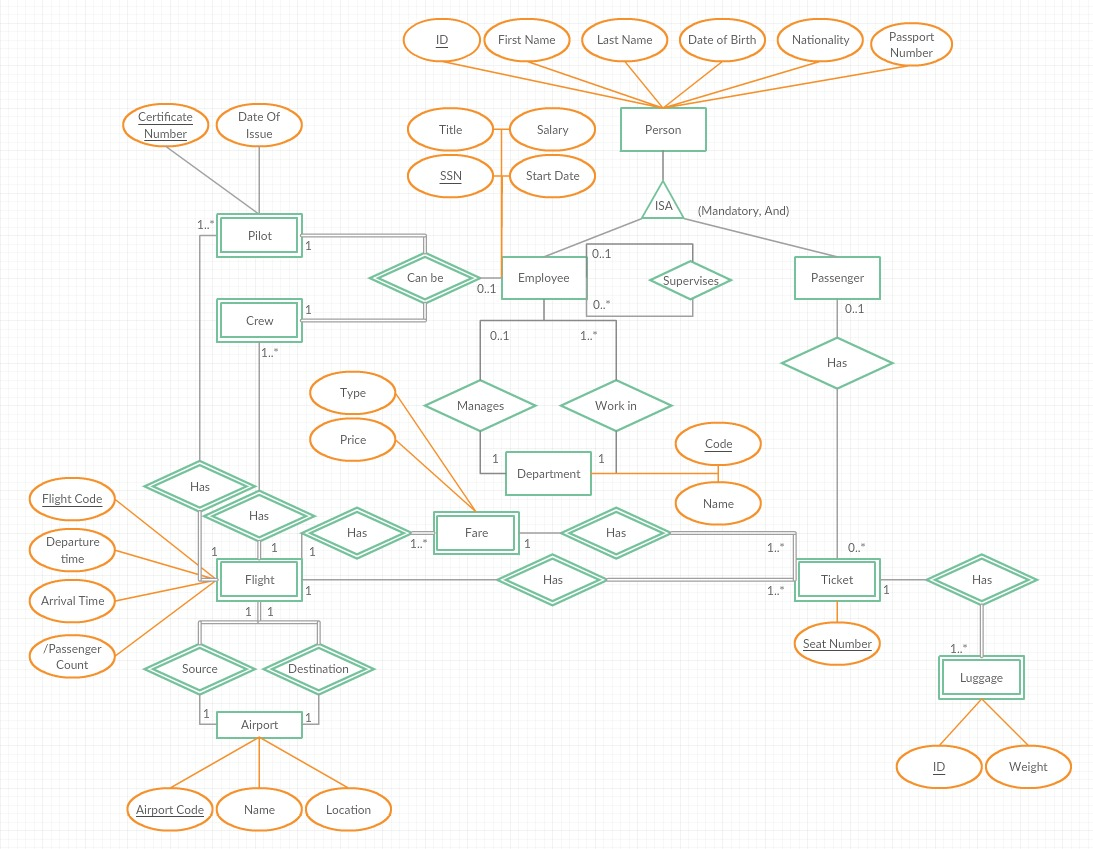 ID
First Name
Last Name
Date of Birth
Nationality
Passport
Number
Certificate
Number
Date Of
Issue
Title
Salary
Person
SSN
Start Date
ISA
(Mandatory, And)
1..*
Pilot
1
Can be
0..1
Employee
0..1
Supervises
0..*
Passenger
0..1
Crew
1
1..*
0..1
1..*
Has
Type
Price
Manages
Work in
1
Department
1
Code
Name
Has
Has
Flight Code
Departure
time
Arrival Time
/Passenger
Count
1
1
1
Has
1..*
Fare
1
Has
1..*
0..*
Flight
1
Has
1..*
Ticket
1
Has
1
1
Seat Number
1..*
Luggage
Source
Destination
1
Airport
1
ID
Weight
Airport Code
Name
Location